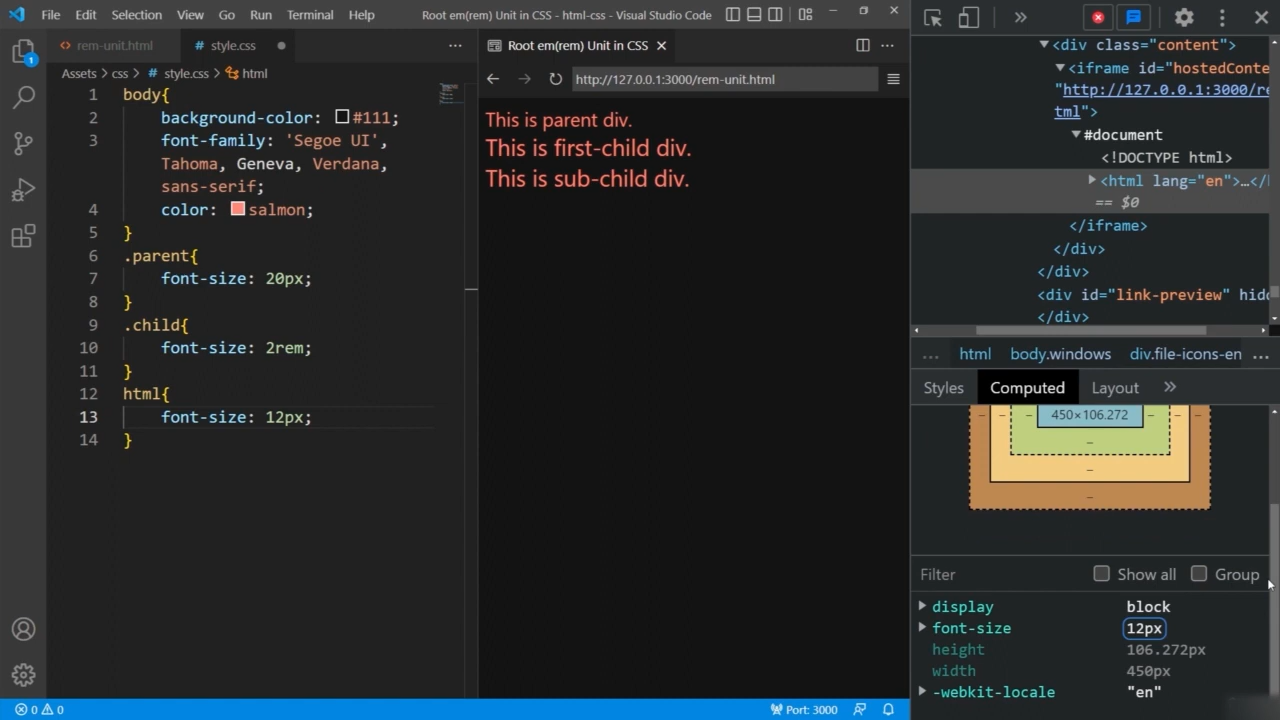 File Edit Selection View Go Run Terminal Help Root em(rem) Unit in CSS - html-css - Visual Studio Code
1
<> rem-unit.html # style.css ● ...
Assets > css > # style.css > html
1 body{
2 background-color: #111;
3 font-family: 'Segoe UI',
Tahoma, Geneva, Verdana,
sans-serif;
4 color: salmon;
5 }
6 .parent{
7 font-size: 20px;
8 }
9 .child{
10 font-size: 2rem;
11 }
12 html{
13 font-size: 12px;
14 }
Root em(rem) Unit in CSS
http://127.0.0.1:3000/rem-unit.html
This is parent div.
This is first-child div.
This is sub-child div.
<div class="content">
<iframe id="hostedConte
"http://127.0.0.1:3000/re
tml">
#document
<!DOCTYPE html>
<html lang="en">…</
== $0
</iframe>
</div>
</div>
<div id="link-preview" hidd
</div>
... html body.windows div.file-icons-en ...
Styles Computed Layout »
450×106.272
–
–
–
Filter Show all Group
display block
font-size 12px
height 106.272px
width 450px
-webkit-locale "en"
0 0 Port: 3000